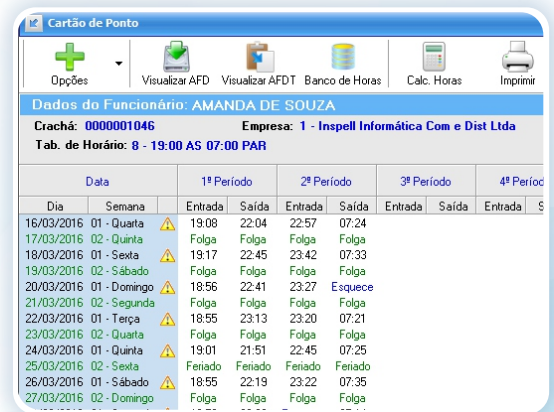 Cartão de Ponto
Opções Visualizar AFD Visualizar AFDT Banco de Horas Calc. Horas Imprimir
Dados do Funcionário: AMANDA DE SOUZA
Crachá: 0000001046 Empresa: 1 - Inspell Informática Com e Dist Ltda
Tab. de Horário: 8 - 19:00 AS 07:00 PAR
Data 1º Período 2º Período 3º Período 4º Períod
Dia Semana Entrada Saída Entrada Saída Entrada Saída Entrada S
16/03/2016 01 - Quarta 19:08 22:04 22:57 07:24
17/03/2016 02 - Quinta Folga Folga Folga Folga
18/03/2016 01 - Sexta 19:17 22:45 23:42 07:33
19/03/2016 02 - Sábado Folga Folga Folga Folga
20/03/2016 01 - Domingo 18:56 22:41 23:27 Esquece
21/03/2016 02 - Segunda Folga Folga Folga Folga
22/03/2016 01 - Terça 18:55 23:13 23:20 07:21
23/03/2016 02 - Quarta Folga Folga Folga Folga
24/03/2016 01 - Quinta 19:01 21:51 22:45 07:25
25/03/2016 02 - Sexta Feriado Feriado Feriado Feriado
26/03/2016 01 - Sábado 18:55 22:19 23:22 07:35
27/03/2016 02 - Domingo Folga Folga Folga Folga